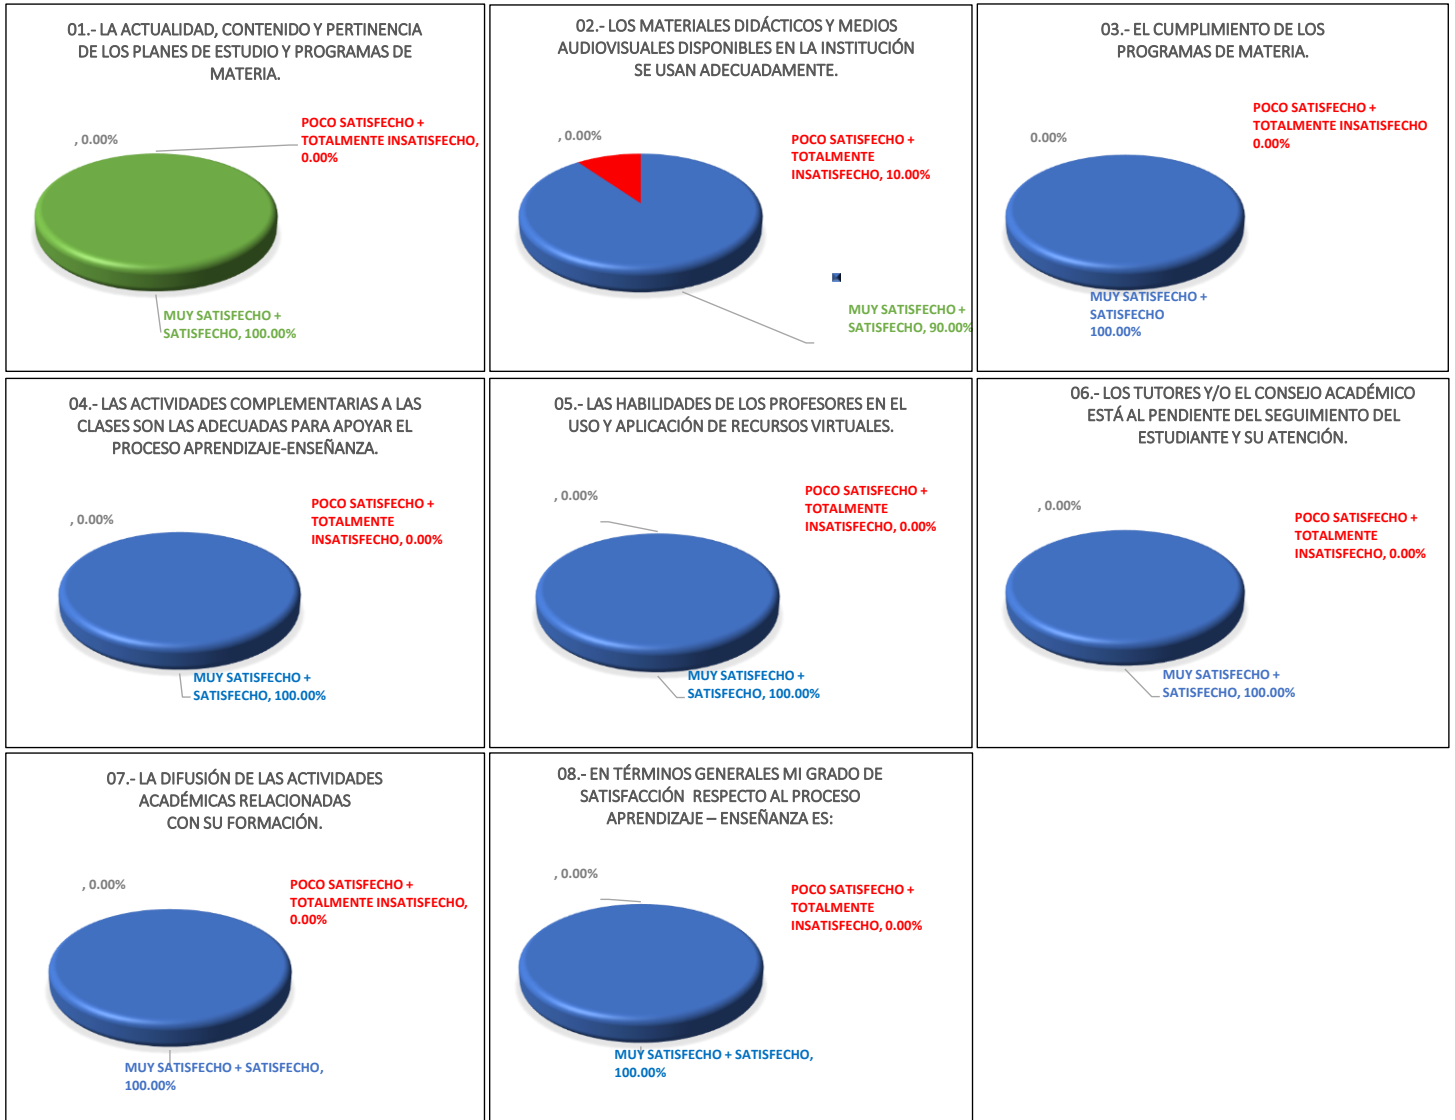 01.- LA ACTUALIDAD, CONTENIDO Y PERTINENCIA
DE LOS PLANES DE ESTUDIO Y PROGRAMAS DE
MATERIA.
, 0.00%
POCO SATISFECHO +
TOTALMENTE INSATISFECHO,
0.00%
MUY SATISFECHO +
SATISFECHO, 100.00%
02.- LOS MATERIALES DIDÁCTICOS Y MEDIOS
AUDIOVISUALES DISPONIBLES EN LA INSTITUCIÓN
SE USAN ADECUADAMENTE.
, 0.00%
POCO SATISFECHO +
TOTALMENTE
INSATISFECHO, 10.00%
MUY SATISFECHO +
SATISFECHO, 90.00%
03.- EL CUMPLIMIENTO DE LOS
PROGRAMAS DE MATERIA.
0.00%
POCO SATISFECHO +
TOTALMENTE INSATISFECHO
0.00%
MUY SATISFECHO +
SATISFECHO
100.00%
04.- LAS ACTIVIDADES COMPLEMENTARIAS A LAS
CLASES SON LAS ADECUADAS PARA APOYAR EL
PROCESO APRENDIZAJE-ENSEÑANZA.
, 0.00%
POCO SATISFECHO +
TOTALMENTE
INSATISFECHO, 0.00%
MUY SATISFECHO +
SATISFECHO, 100.00%
05.- LAS HABILIDADES DE LOS PROFESORES EN EL
USO Y APLICACIÓN DE RECURSOS VIRTUALES.
, 0.00%
POCO SATISFECHO +
TOTALMENTE
INSATISFECHO, 0.00%
MUY SATISFECHO +
SATISFECHO, 100.00%
06.- LOS TUTORES Y/O EL CONSEJO ACADÉMICO
ESTÁ AL PENDIENTE DEL SEGUIMIENTO DEL
ESTUDIANTE Y SU ATENCIÓN.
, 0.00%
POCO SATISFECHO +
TOTALMENTE
INSATISFECHO, 0.00%
MUY SATISFECHO +
SATISFECHO, 100.00%
07.- LA DIFUSIÓN DE LAS ACTIVIDADES
ACADÉMICAS RELACIONADAS
CON SU FORMACIÓN.
, 0.00%
POCO SATISFECHO +
TOTALMENTE INSATISFECHO,
0.00%
MUY SATISFECHO + SATISFECHO,
100.00%
08.- EN TÉRMINOS GENERALES MI GRADO DE
SATISFACCIÓN RESPECTO AL PROCESO
APRENDIZAJE – ENSEÑANZA ES:
, 0.00%
POCO SATISFECHO +
TOTALMENTE
INSATISFECHO, 0.00%
MUY SATISFECHO + SATISFECHO,
100.00%